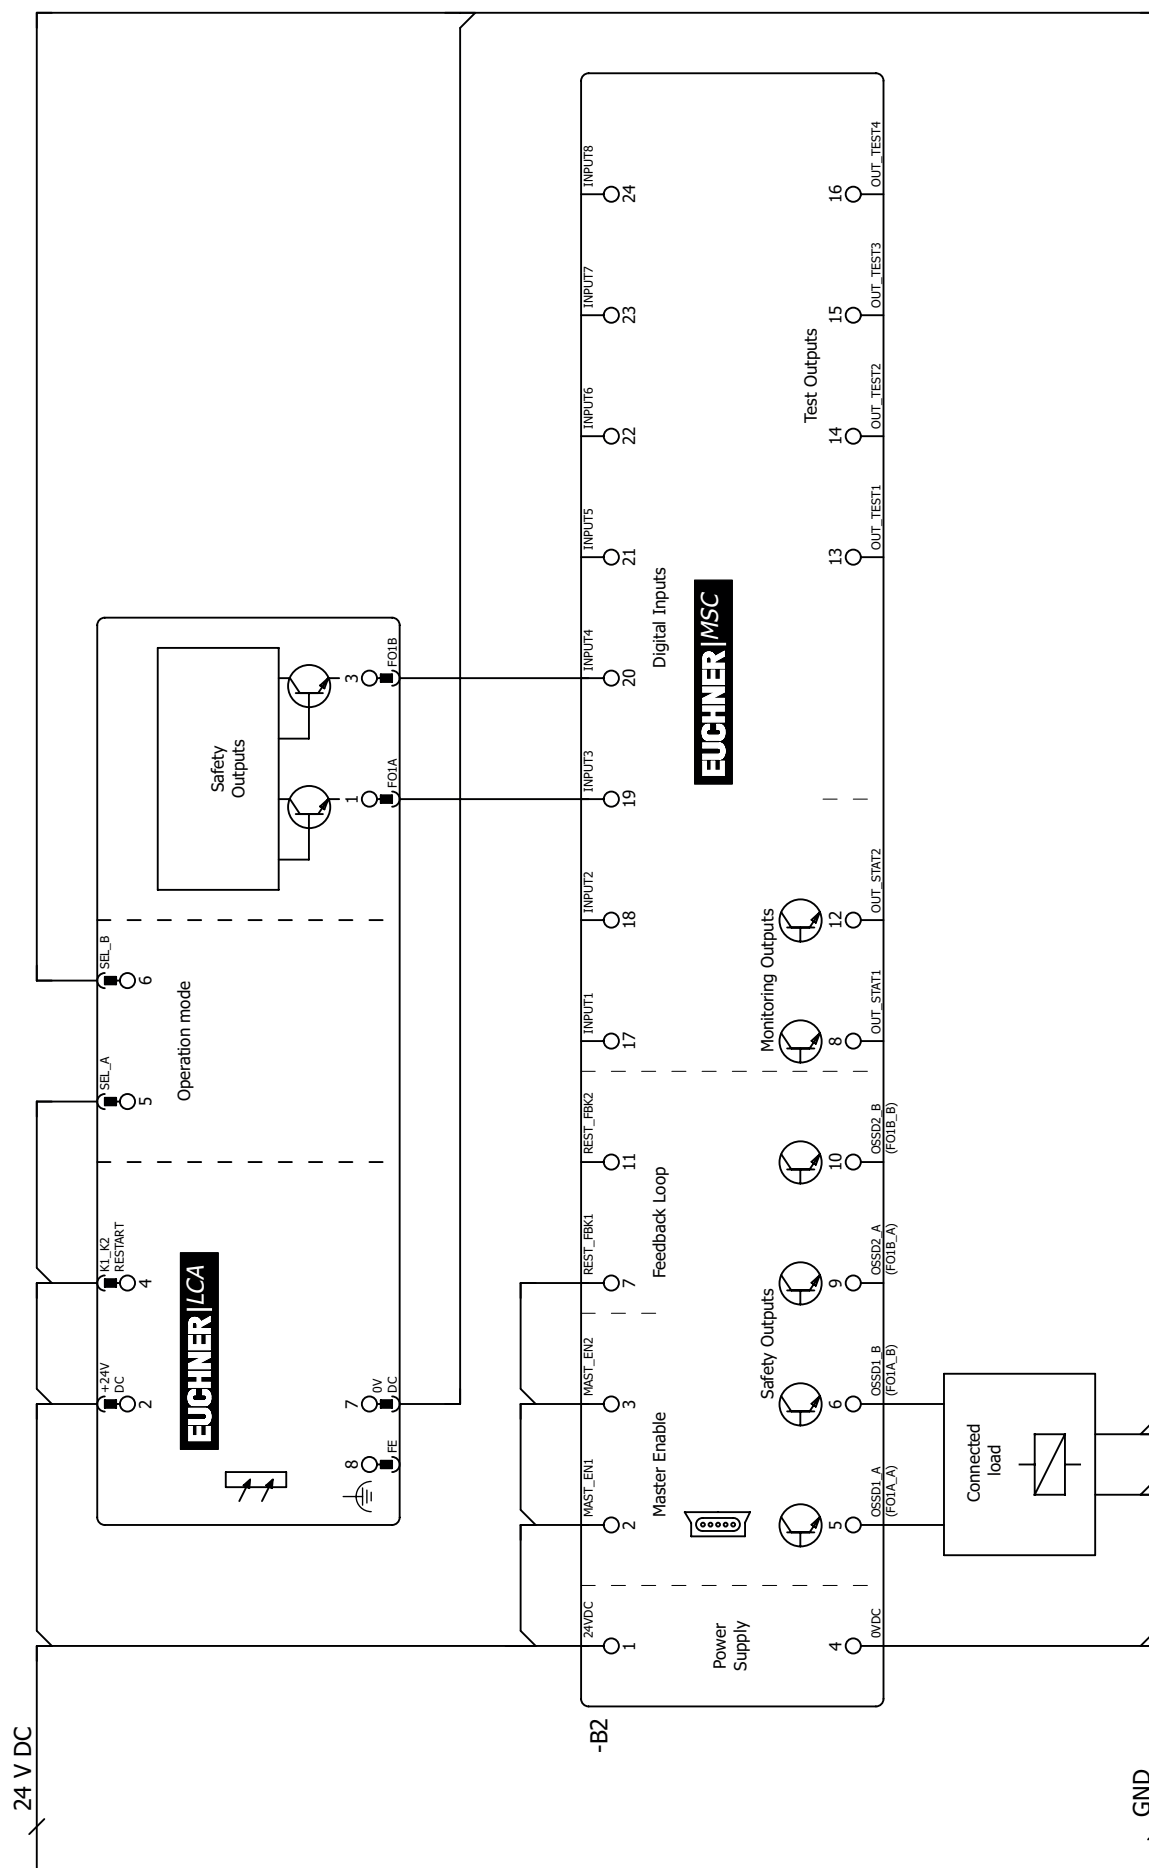 24 V DC
GND
-B2
2
+24V
DC
4
K1_K2
RESTART
5
SEL_A
6
SEL_B
EUCHNER|LCA
Operation mode
Safety
Outputs
8
FE
7
0V
DC
1
FO1A
3
FO1B
24VDC
1
MAST_EN1
2
MAST_EN2
3
REST_FBK1
7
REST_FBK2
11
INPUT1
17
INPUT2
18
INPUT3
19
INPUT4
20
INPUT5
21
INPUT6
22
INPUT7
23
INPUT8
24
Power
Supply
Master Enable
Feedback Loop
Digital Inputs
EUCHNER|MSC
Safety Outputs
Monitoring Outputs
Test Outputs
4
0VDC
5
OSSD1_A
(FO1A_A)
6
OSSD1_B
(FO1A_B)
9
OSSD2_A
(FO1B_A)
10
OSSD2_B
(FO1B_B)
8
OUT_STAT1
12
OUT_STAT2
13
OUT_TEST1
14
OUT_TEST2
15
OUT_TEST3
16
OUT_TEST4
Connected
load